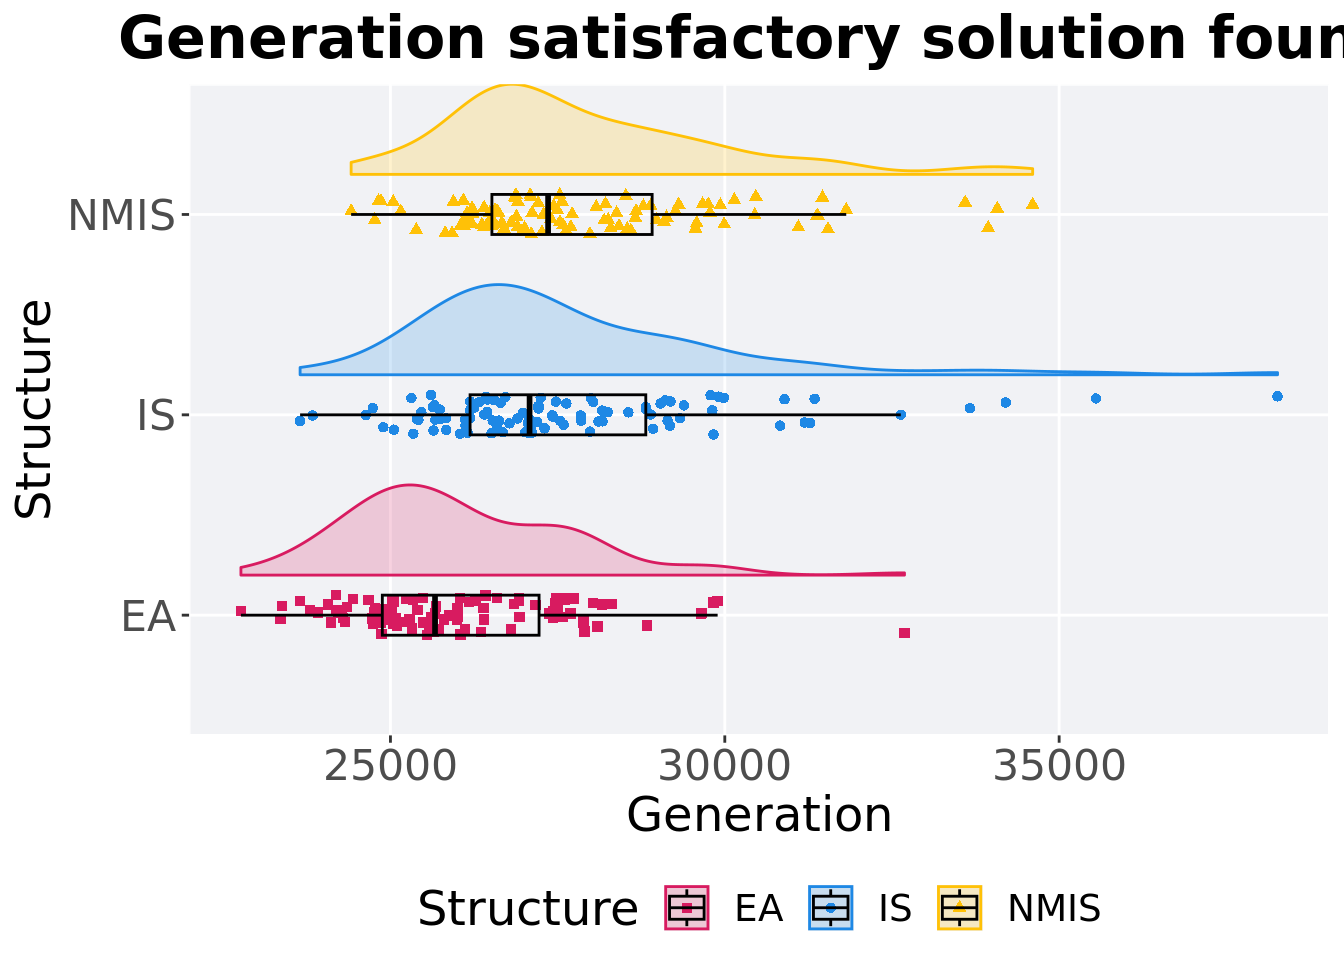 Generation satisfactory solution foun
NMIS
IS
EA
Structure
25000 30000 35000
Generation
Structure EA IS NMIS